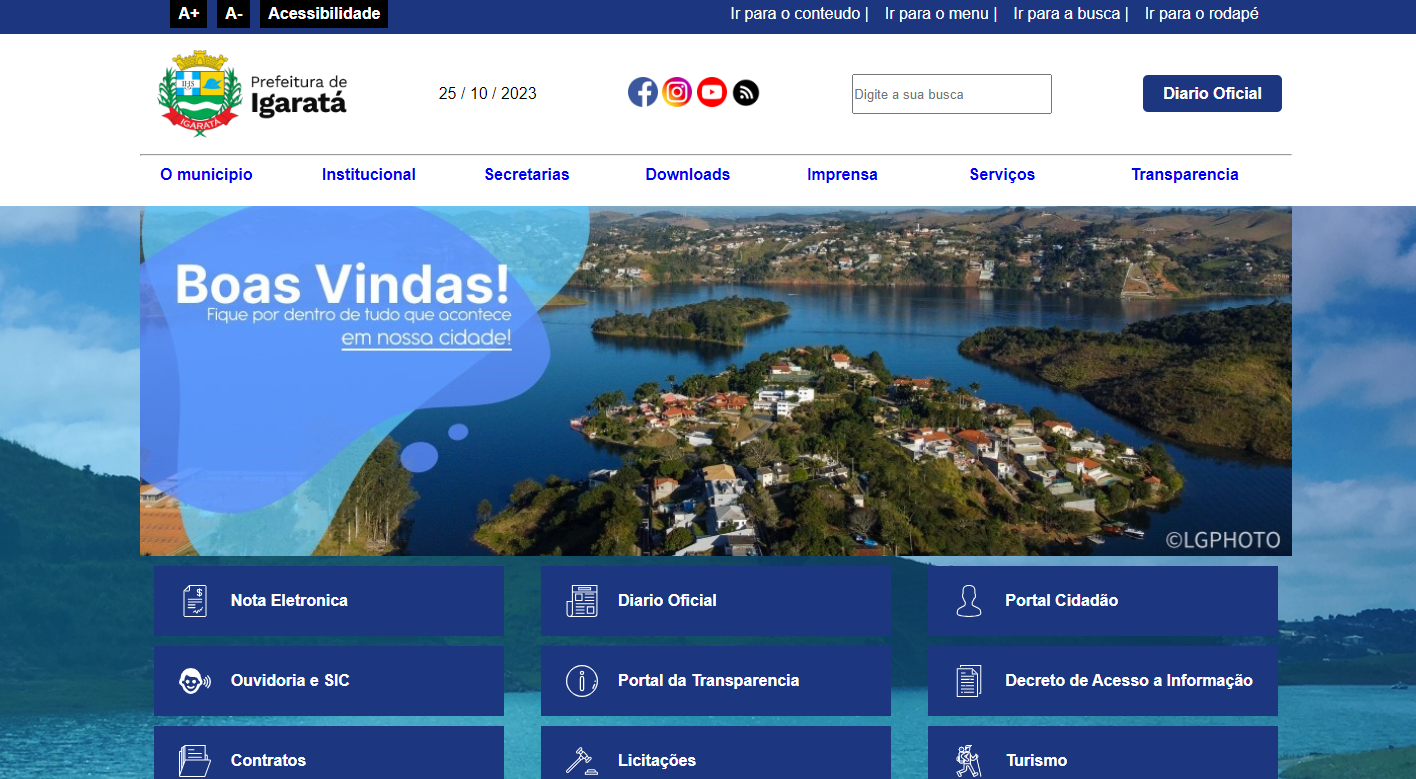 A+ A- Acessibilidade Ir para o conteudo | Ir para o menu | Ir para a busca | Ir para o rodapé
IHS
IGARATÁ
Prefeitura de
Igaratá
25 / 10 / 2023
Digite a sua busca
Diario Oficial
O municipio Institucional Secretarias Downloads Imprensa Serviços Transparencia
Boas Vindas!
Fique por dentro de tudo que acontece
em nossa cidade!
©LGPHOTO
Nota Eletronica Diario Oficial Portal Cidadão
Ouvidoria e SIC Portal da Transparencia Decreto de Acesso a Informação
Contratos Licitações Turismo